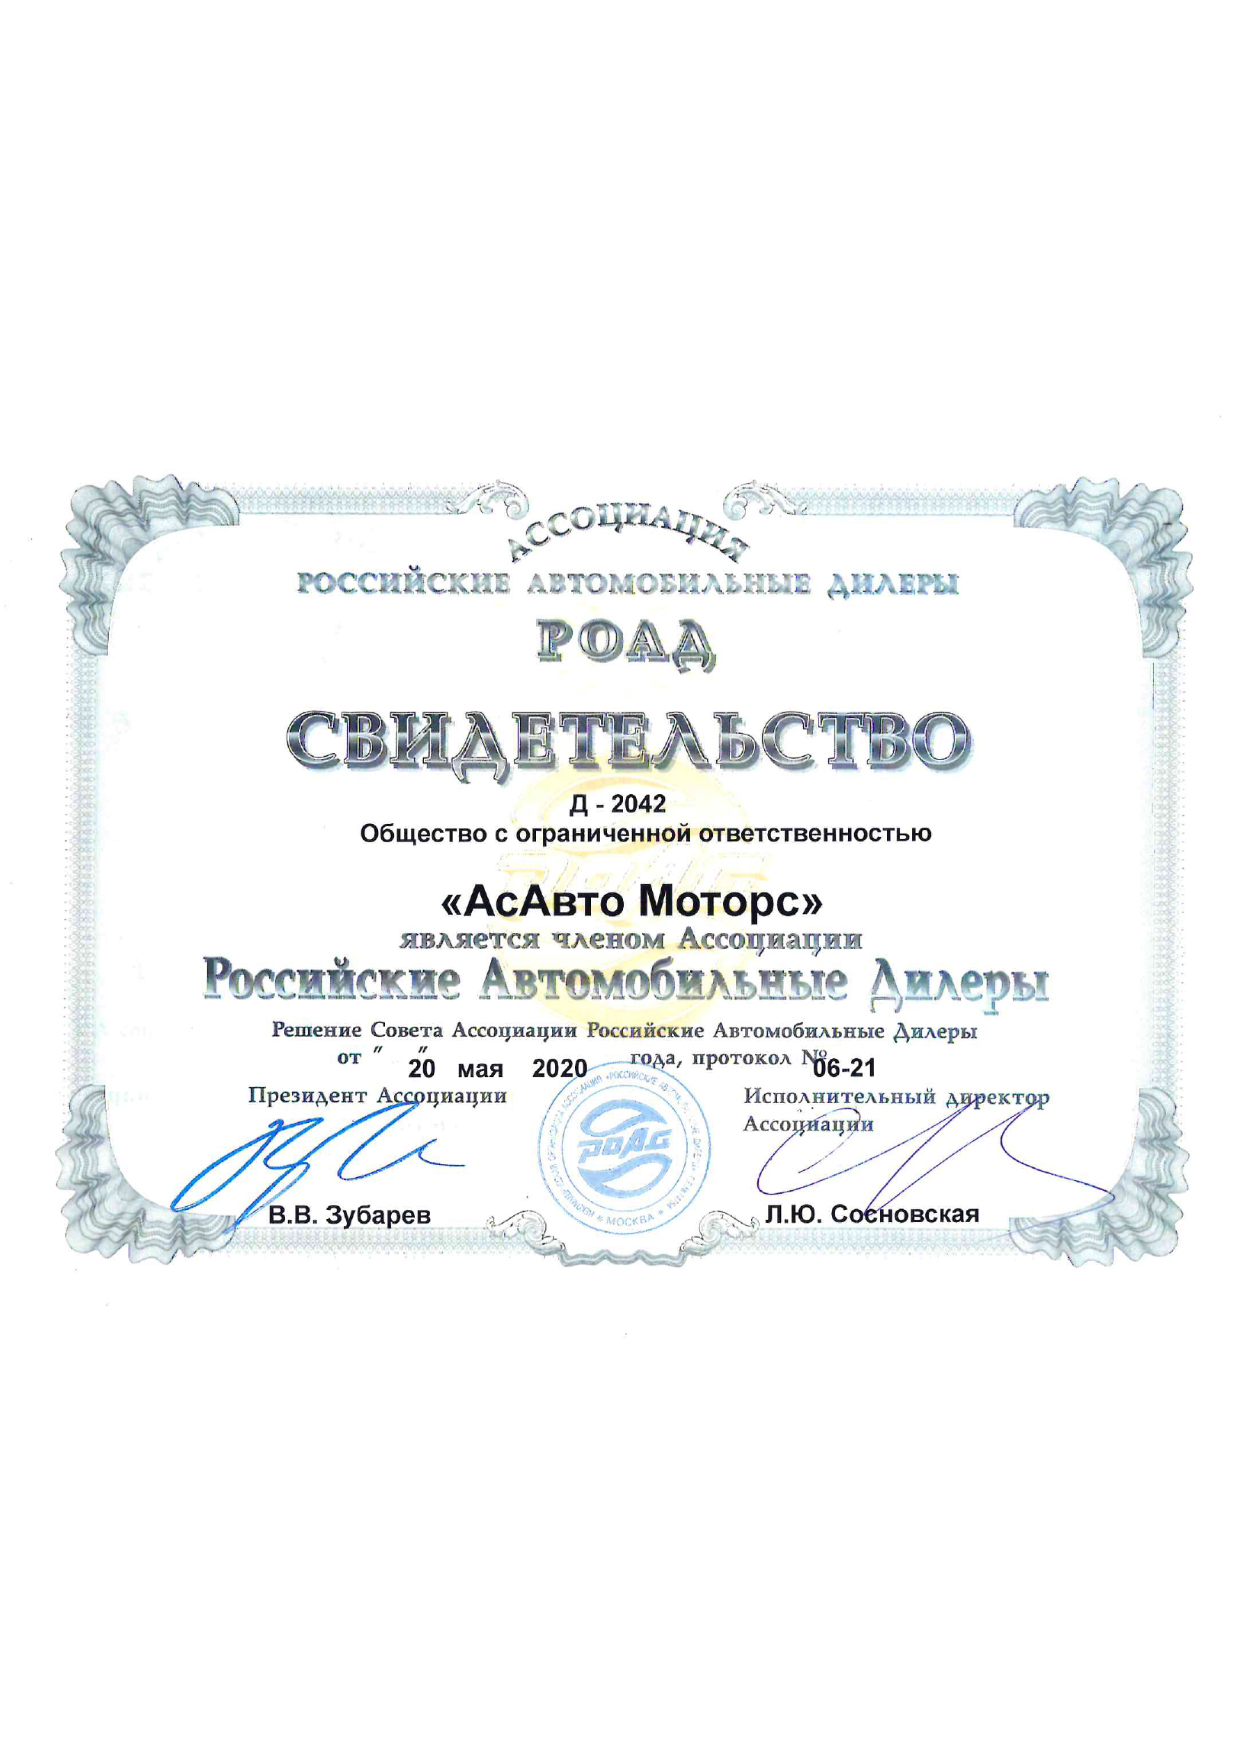 АССОЦИАЦИЯ
РОССИЙСКИЕ АВТОМОБИЛЬНЫЕ ДИЛЕРЫ
РОАД
СВИДЕТЕЛЬСТВО
Д - 2042
Общество с ограниченной ответственностью
«АсАвто Моторс»
является членом Ассоциации
Российские Автомобильные Дилеры
Решение Совета Ассоциации Российские Автомобильные Дилеры
от " 20 " мая 2020 года, протокол № 06-21
Президент Ассоциации
В.В. Зубарев
РОАД
МОСКВА
Исполнительный директор
Ассоциации
Л.Ю. Сосновская